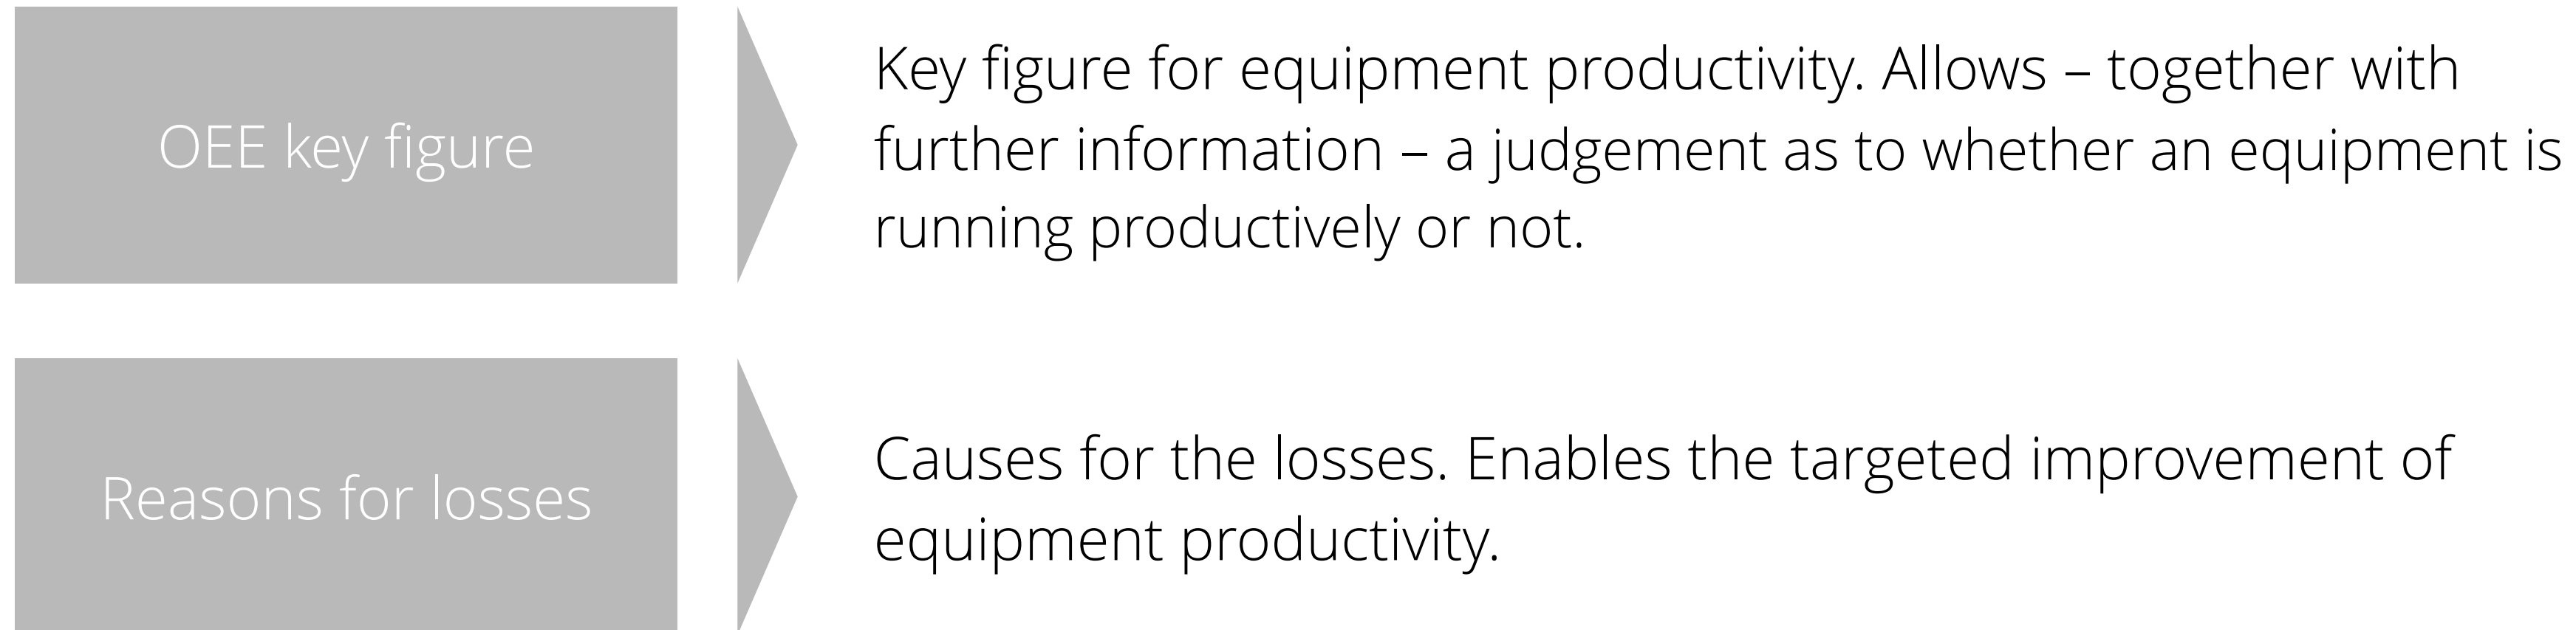 OEE key figure
Key figure for equipment productivity. Allows – together with
further information – a judgement as to whether an equipment is
running productively or not.
Reasons for losses
Causes for the losses. Enables the targeted improvement of
equipment productivity.